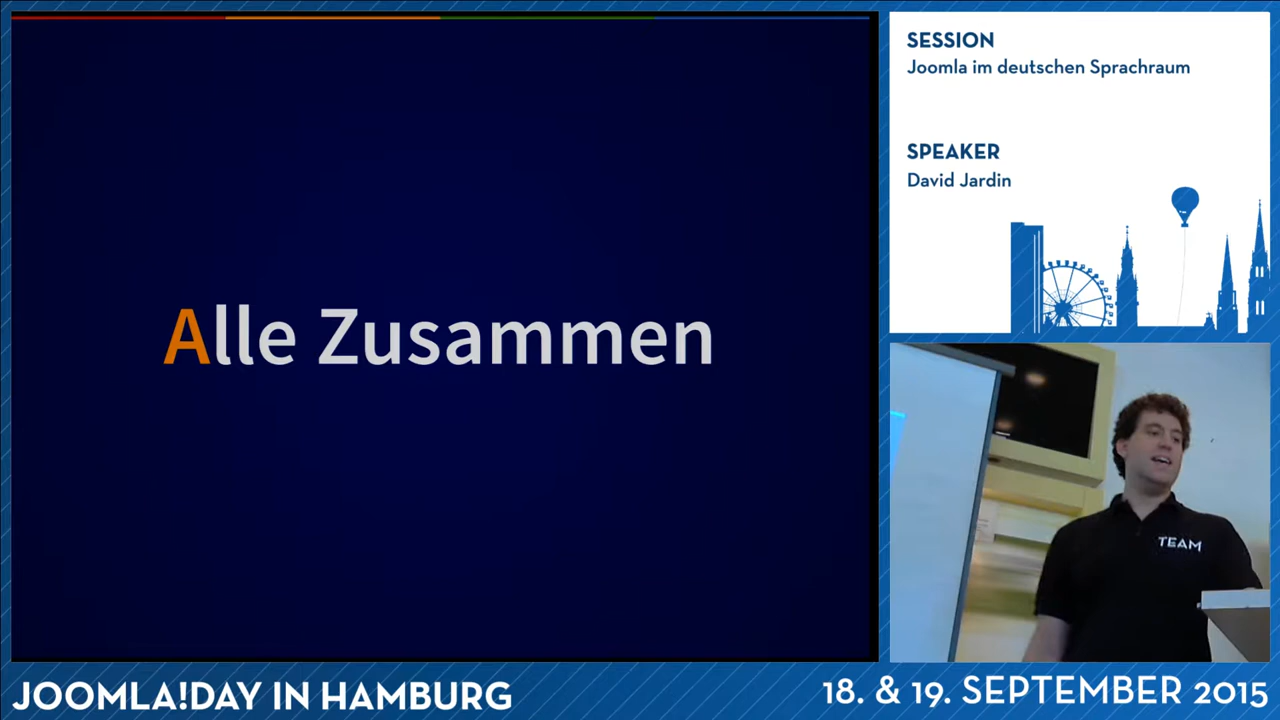 Alle Zusammen
SESSION
Joomla im deutschen Sprachraum
SPEAKER
David Jardin
TEAM
JOOMLA!DAY IN HAMBURG
18. & 19. SEPTEMBER 2015